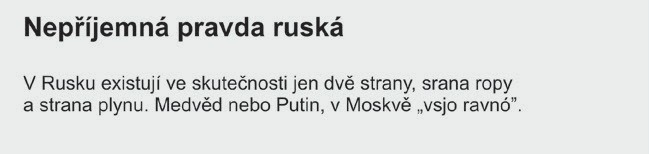 Nepříjemná pravda ruská
V Rusku existují ve skutečnosti jen dvě strany, srana ropy
a strana plynu. Medvěd nebo Putin, v Moskvě „vsjo ravnó”.